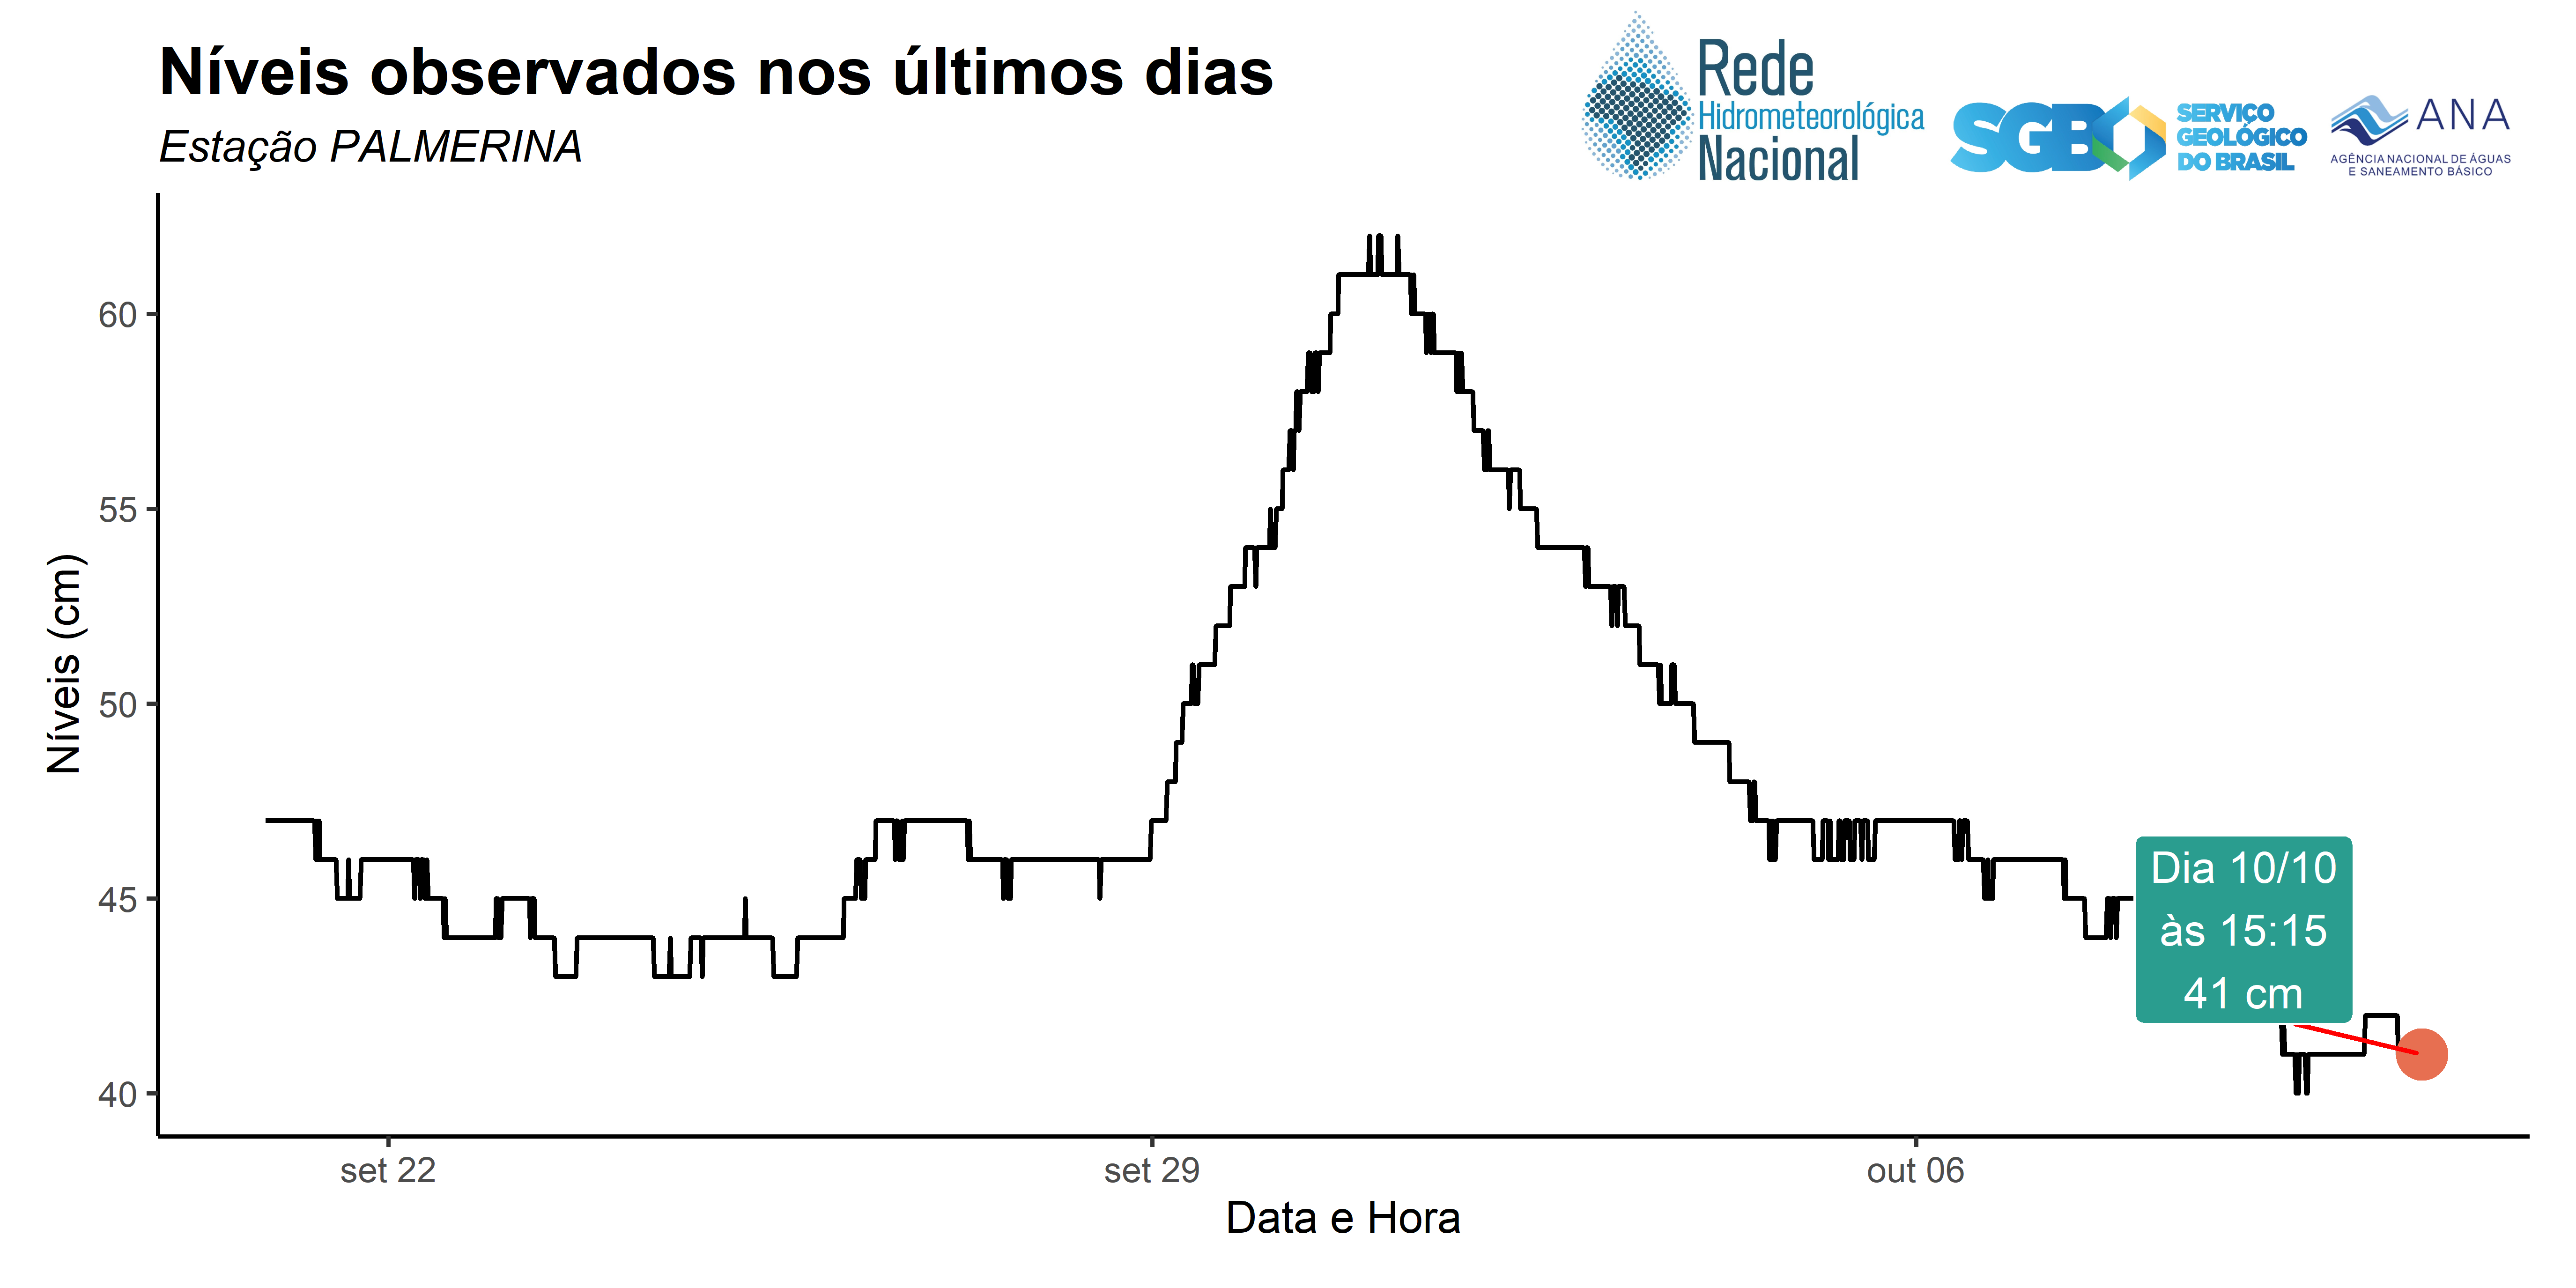 Níveis observados nos últimos dias
Estação PALMERINA
Rede
Hidrometeorológica
Nacional
SGB
SERVIÇO
GEOLÓGICO
DO BRASIL
ANA
AGÊNCIA NACIONAL DE ÁGUAS
E SANEAMENTO BÁSICO
Níveis (cm)
60
55
50
45
40
Dia 10/10
às 15:15
41 cm
set 22
set 29
out 06
Data e Hora